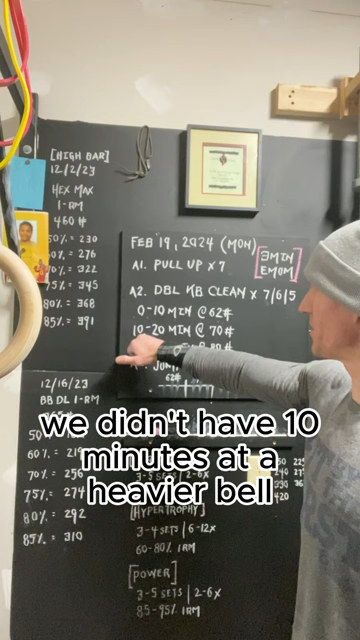 [HIGH BAR]
12/2/23
HEX MAX
1-RM
460 #
50% = 230
60% = 276
70% = 322
75% = 345
80% = 368
85% = 391
FEB 19, 2024 (MON)
[3MIN
EMOM]
A1. PULL UP x 7
A2. DBL KB CLEAN x 7/6/5
0-10 MIN @ 62#
10-20 MIN @ 70#
@ 80#
62#
12/16/23
BB DL 1-RM
50
60% = 219
70% = 256
75% = 274
80% = 292
85% = 310
we didn't have 10
minutes at a
heavier bell
3-5 SETS | 2-6x
[HYPERTROPHY]
3-4 SETS | 6-12x
60-80% 1RM
[POWER]
3-5 SETS | 2-6x
85-95% 1RM